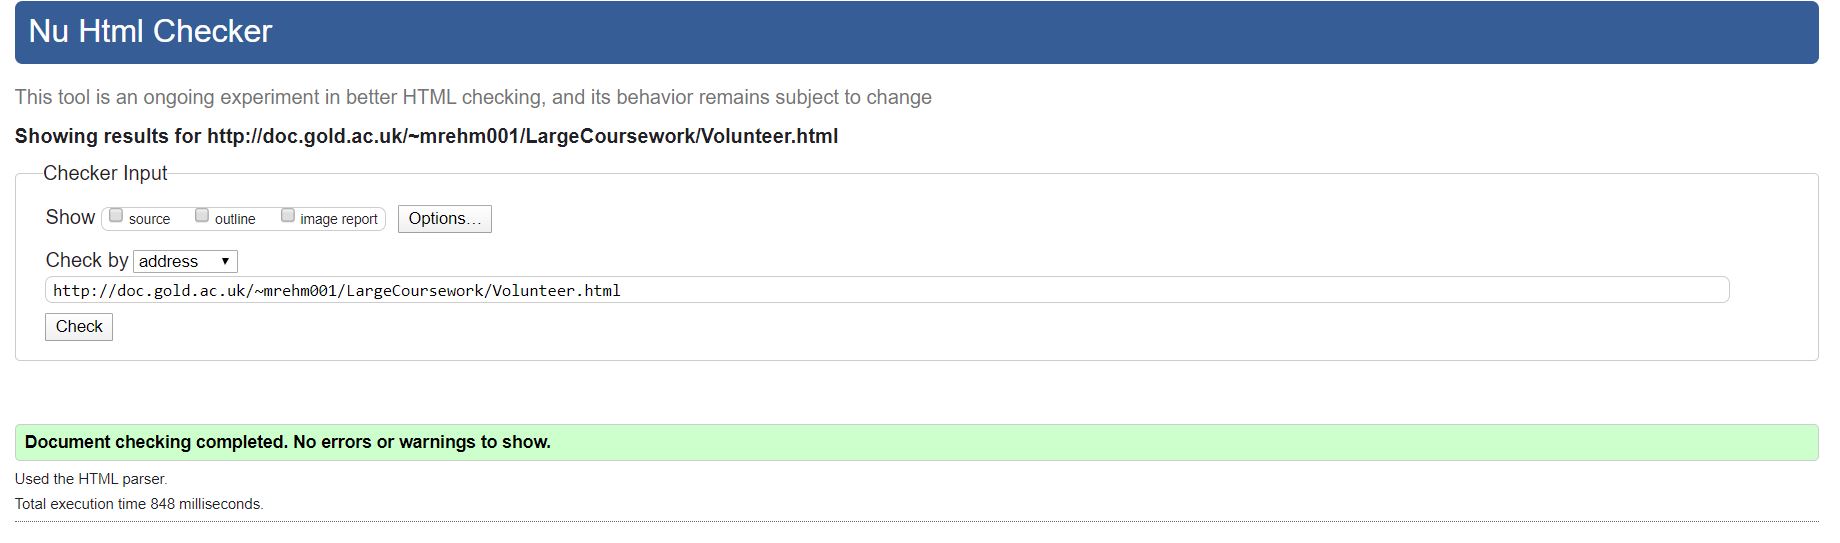 Nu Html Checker
This tool is an ongoing experiment in better HTML checking, and its behavior remains subject to change
Showing results for http://doc.gold.ac.uk/~mrehm001/LargeCoursework/Volunteer.html
Checker Input
Show source outline image report Options...
Check by address
http://doc.gold.ac.uk/~mrehm001/LargeCoursework/Volunteer.html
Check
Document checking completed. No errors or warnings to show.
Used the HTML parser.
Total execution time 848 milliseconds.